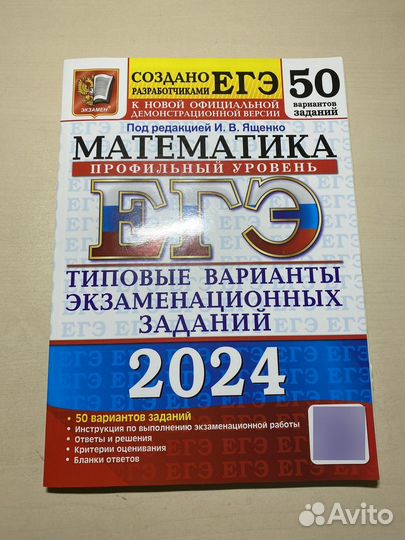 СОЗДАНО
РАЗРАБОТЧИКАМИ ЕГЭ
К НОВОЙ ОФИЦИАЛЬНОЙ
ДЕМОНСТРАЦИОННОЙ ВЕРСИИ
ЭКЗАМЕН
50
вариантов
заданий
Под редакцией И. В. Ященко
МАТЕМАТИКА
ПРОФИЛЬНЫЙ УРОВЕНЬ
ЕГЭ
ТИПОВЫЕ ВАРИАНТЫ
ЭКЗАМЕНАЦИОННЫХ
ЗАДАНИЙ
2024
• 50 вариантов заданий
• Инструкция по выполнению экзаменационной работы
• Ответы и решения
• Критерии оценивания
• Бланки ответов
Avito